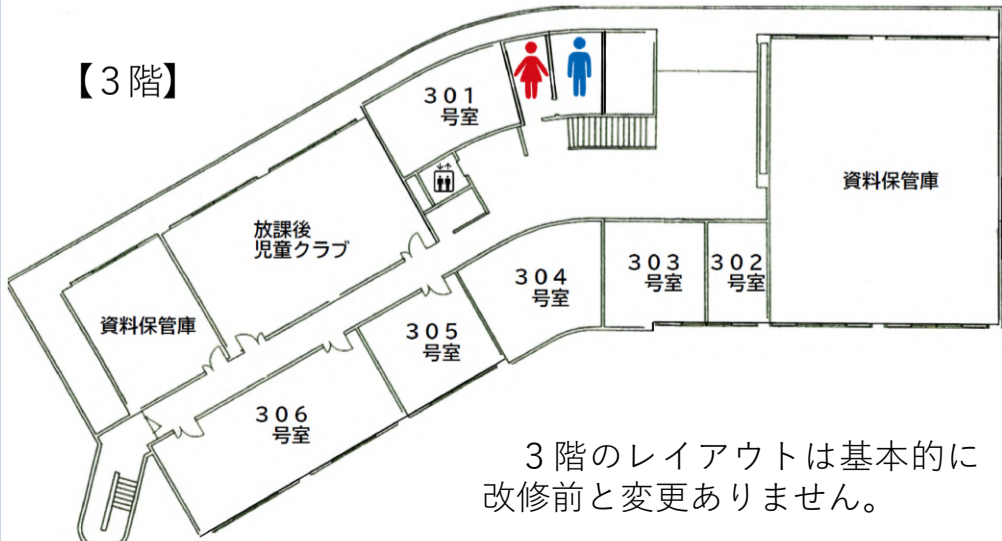 【３階】
３０１
号室
資料保管庫
放課後
児童クラブ
３０４
号室
３０３
号室
３０２
号室
資料保管庫
３０５
号室
３０６
号室
３階のレイアウトは基本的に
改修前と変更ありません。